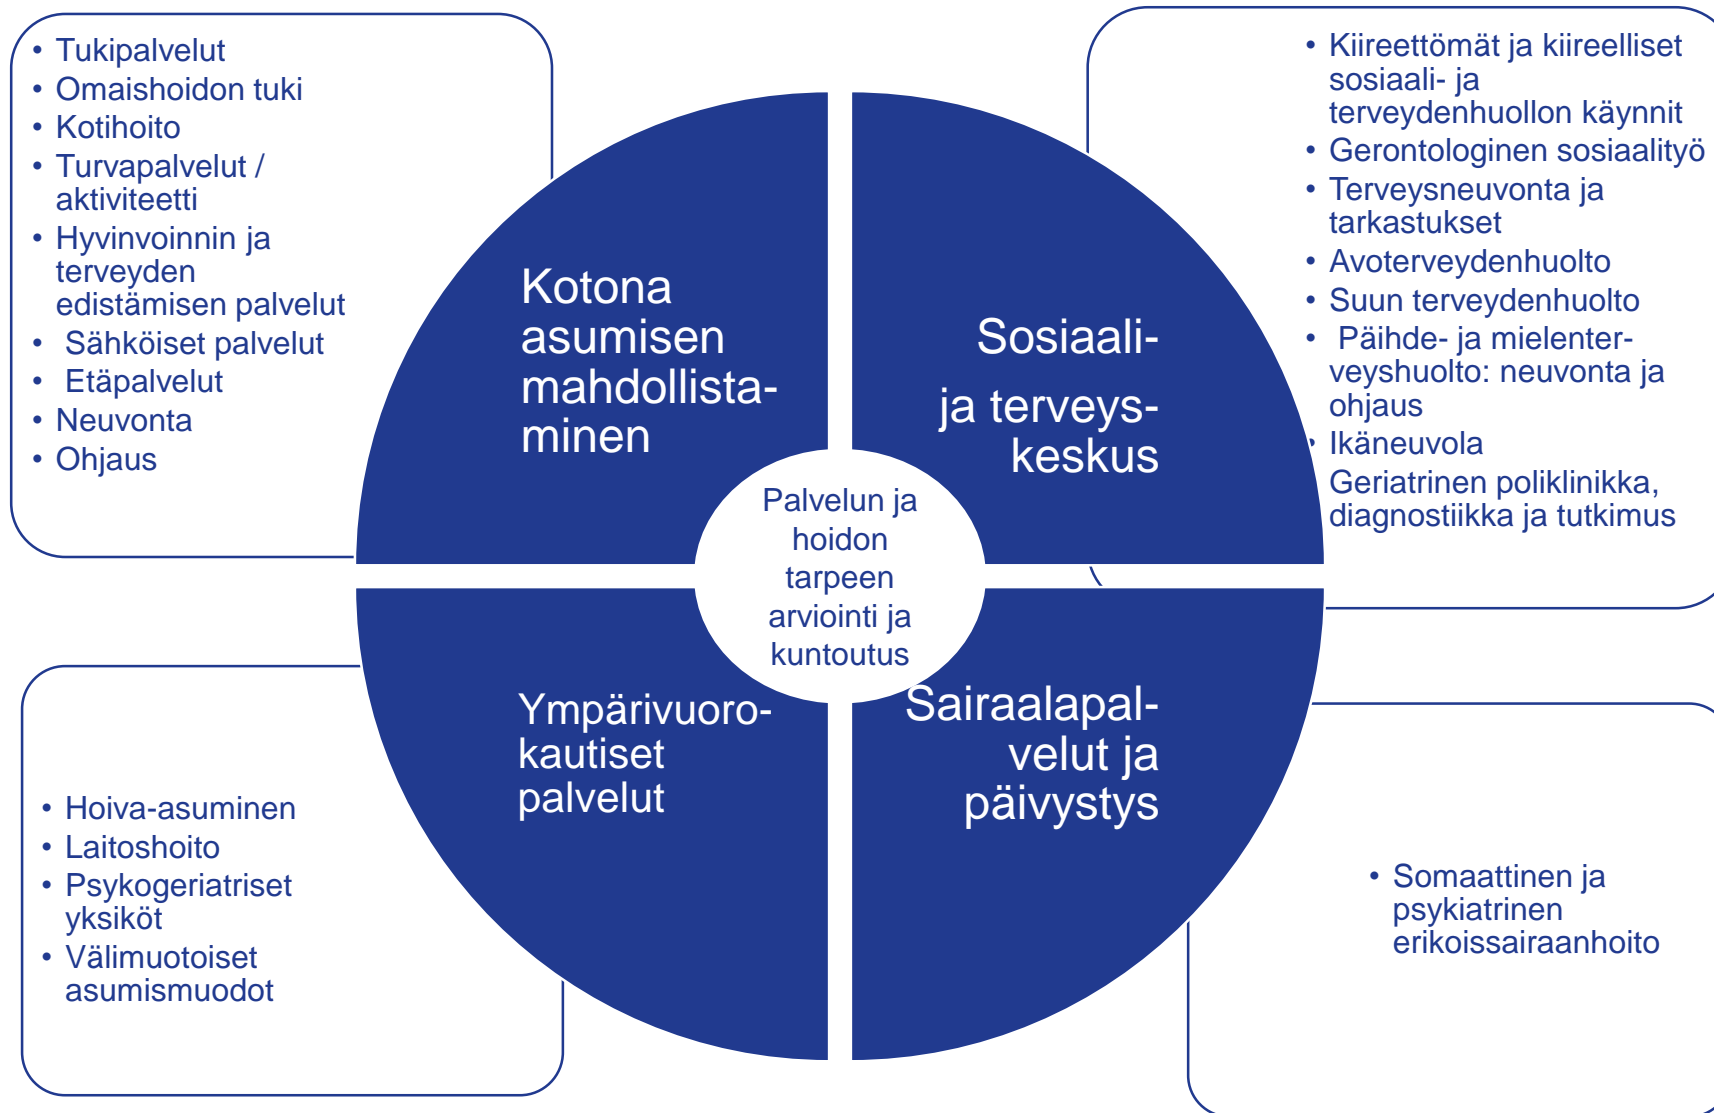 • Tukipalvelut
• Omaishoidon tuki
• Kotihoito
• Turvapalvelut /
aktiviteetti
• Hyvinvoinnin ja
terveyden
edistämisen palvelut
• Sähköiset palvelut
• Etäpalvelut
• Neuvonta
• Ohjaus
• Kiireettömät ja kiireelliset
sosiaali- ja
terveydenhuollon käynnit
• Gerontologinen sosiaalityö
• Terveysneuvonta ja
tarkastukset
• Avoterveydenhuolto
• Suun terveydenhuolto
• Päihde- ja mielenter-
veyshuolto: neuvonta ja
ohjaus
• Ikäneuvola
Geriatrinen poliklinikka,
diagnostiikka ja tutkimus
Kotona
asumisen
mahdollista-
minen
Sosiaali-
ja terveys-
keskus
Palvelun ja
hoidon
tarpeen
arviointi ja
kuntoutus
Ympärivuoro-
kautiset
palvelut
Sairaalapal-
velut ja
päivystys
• Hoiva-asuminen
• Laitoshoito
• Psykogeriatriset
yksiköt
• Välimuotoiset
asumismuodot
• Somaattinen ja
psykiatrinen
erikoissairaanhoito